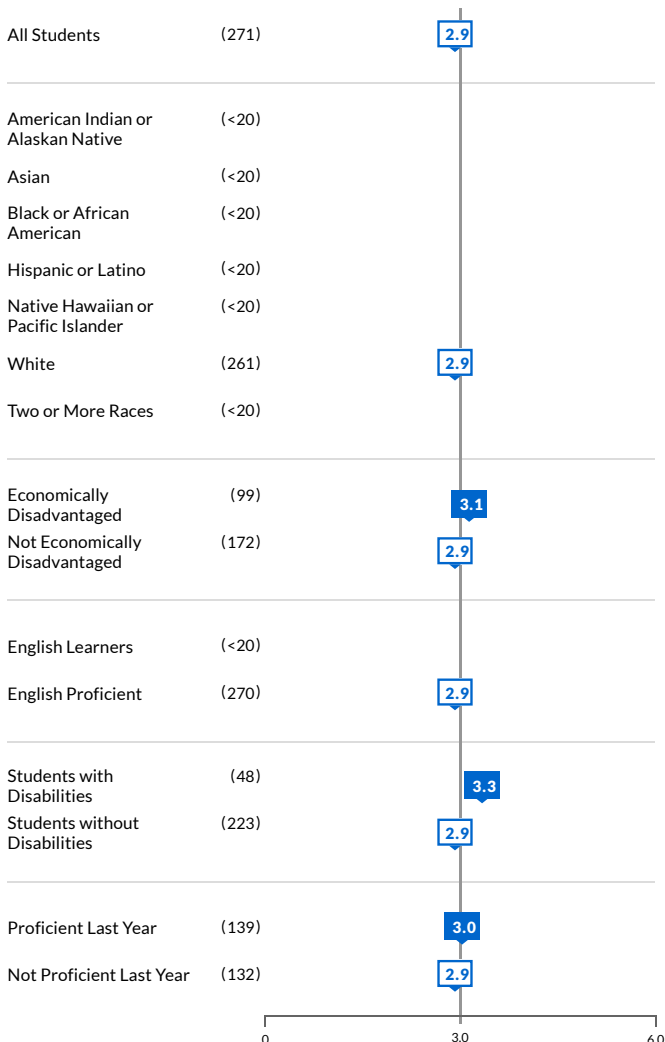 All Students (271) 2.9
American Indian or (<20)
Alaskan Native
Asian (<20)
Black or African (<20)
American
Hispanic or Latino (<20)
Native Hawaiian or (<20)
Pacific Islander
White (261) 2.9
Two or More Races (<20)
Economically (99) 3.1
Disadvantaged
Not Economically (172) 2.9
Disadvantaged
English Learners (<20)
English Proficient (270) 2.9
Students with (48) 3.3
Disabilities
Students without (223) 2.9
Disabilities
Proficient Last Year (139) 3.0
Not Proficient Last Year (132) 2.9
0 3.0 6.0